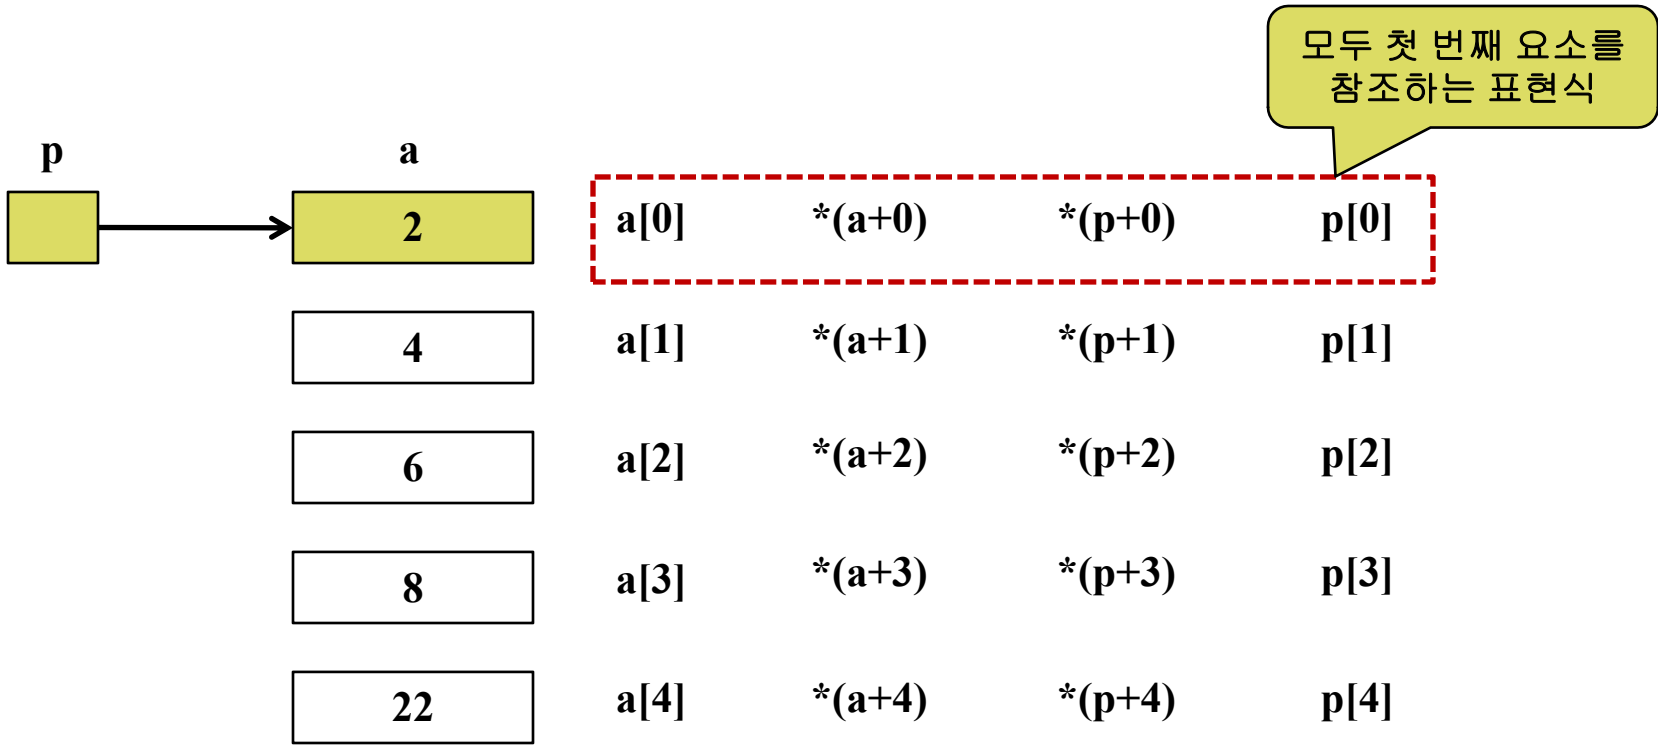 모두 첫 번째 요소를
참조하는 표현식
p a
2 a[0] *(a+0) *(p+0) p[0]
4 a[1] *(a+1) *(p+1) p[1]
6 a[2] *(a+2) *(p+2) p[2]
8 a[3] *(a+3) *(p+3) p[3]
22 a[4] *(a+4) *(p+4) p[4]